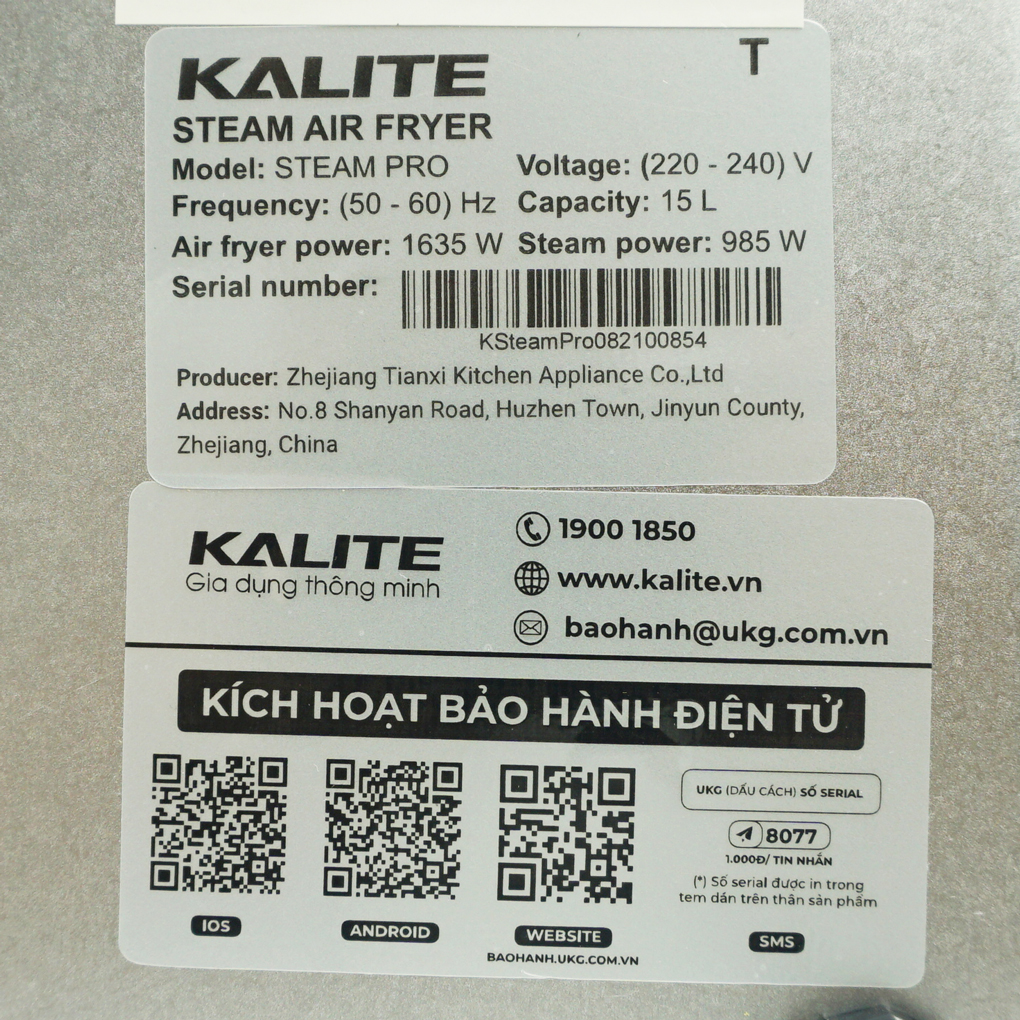 KALITE
T
STEAM AIR FRYER
Model: STEAM PRO Voltage: (220 - 240) V
Frequency: (50 - 60) Hz Capacity: 15 L
Air fryer power: 1635 W Steam power: 985 W
Serial number:
KSteamPro082100854
Producer: Zhejiang Tianxi Kitchen Appliance Co.,Ltd
Address: No.8 Shanyan Road, Huzhen Town, Jinyun County,
Zhejiang, China
KALITE
Gia dụng thông minh
1900 1850
www.kalite.vn
baohanh@ukg.com.vn
KÍCH HOẠT BẢO HÀNH ĐIỆN TỬ
IOS
ANDROID
WEBSITE
BAOHANH.UKG.COM.VN
UKG (DẤU CÁCH) SỐ SERIAL
8077
1.000Đ/ TIN NHẮN
(*) Số serial được in trong
tem dán trên thân sản phẩm
SMS